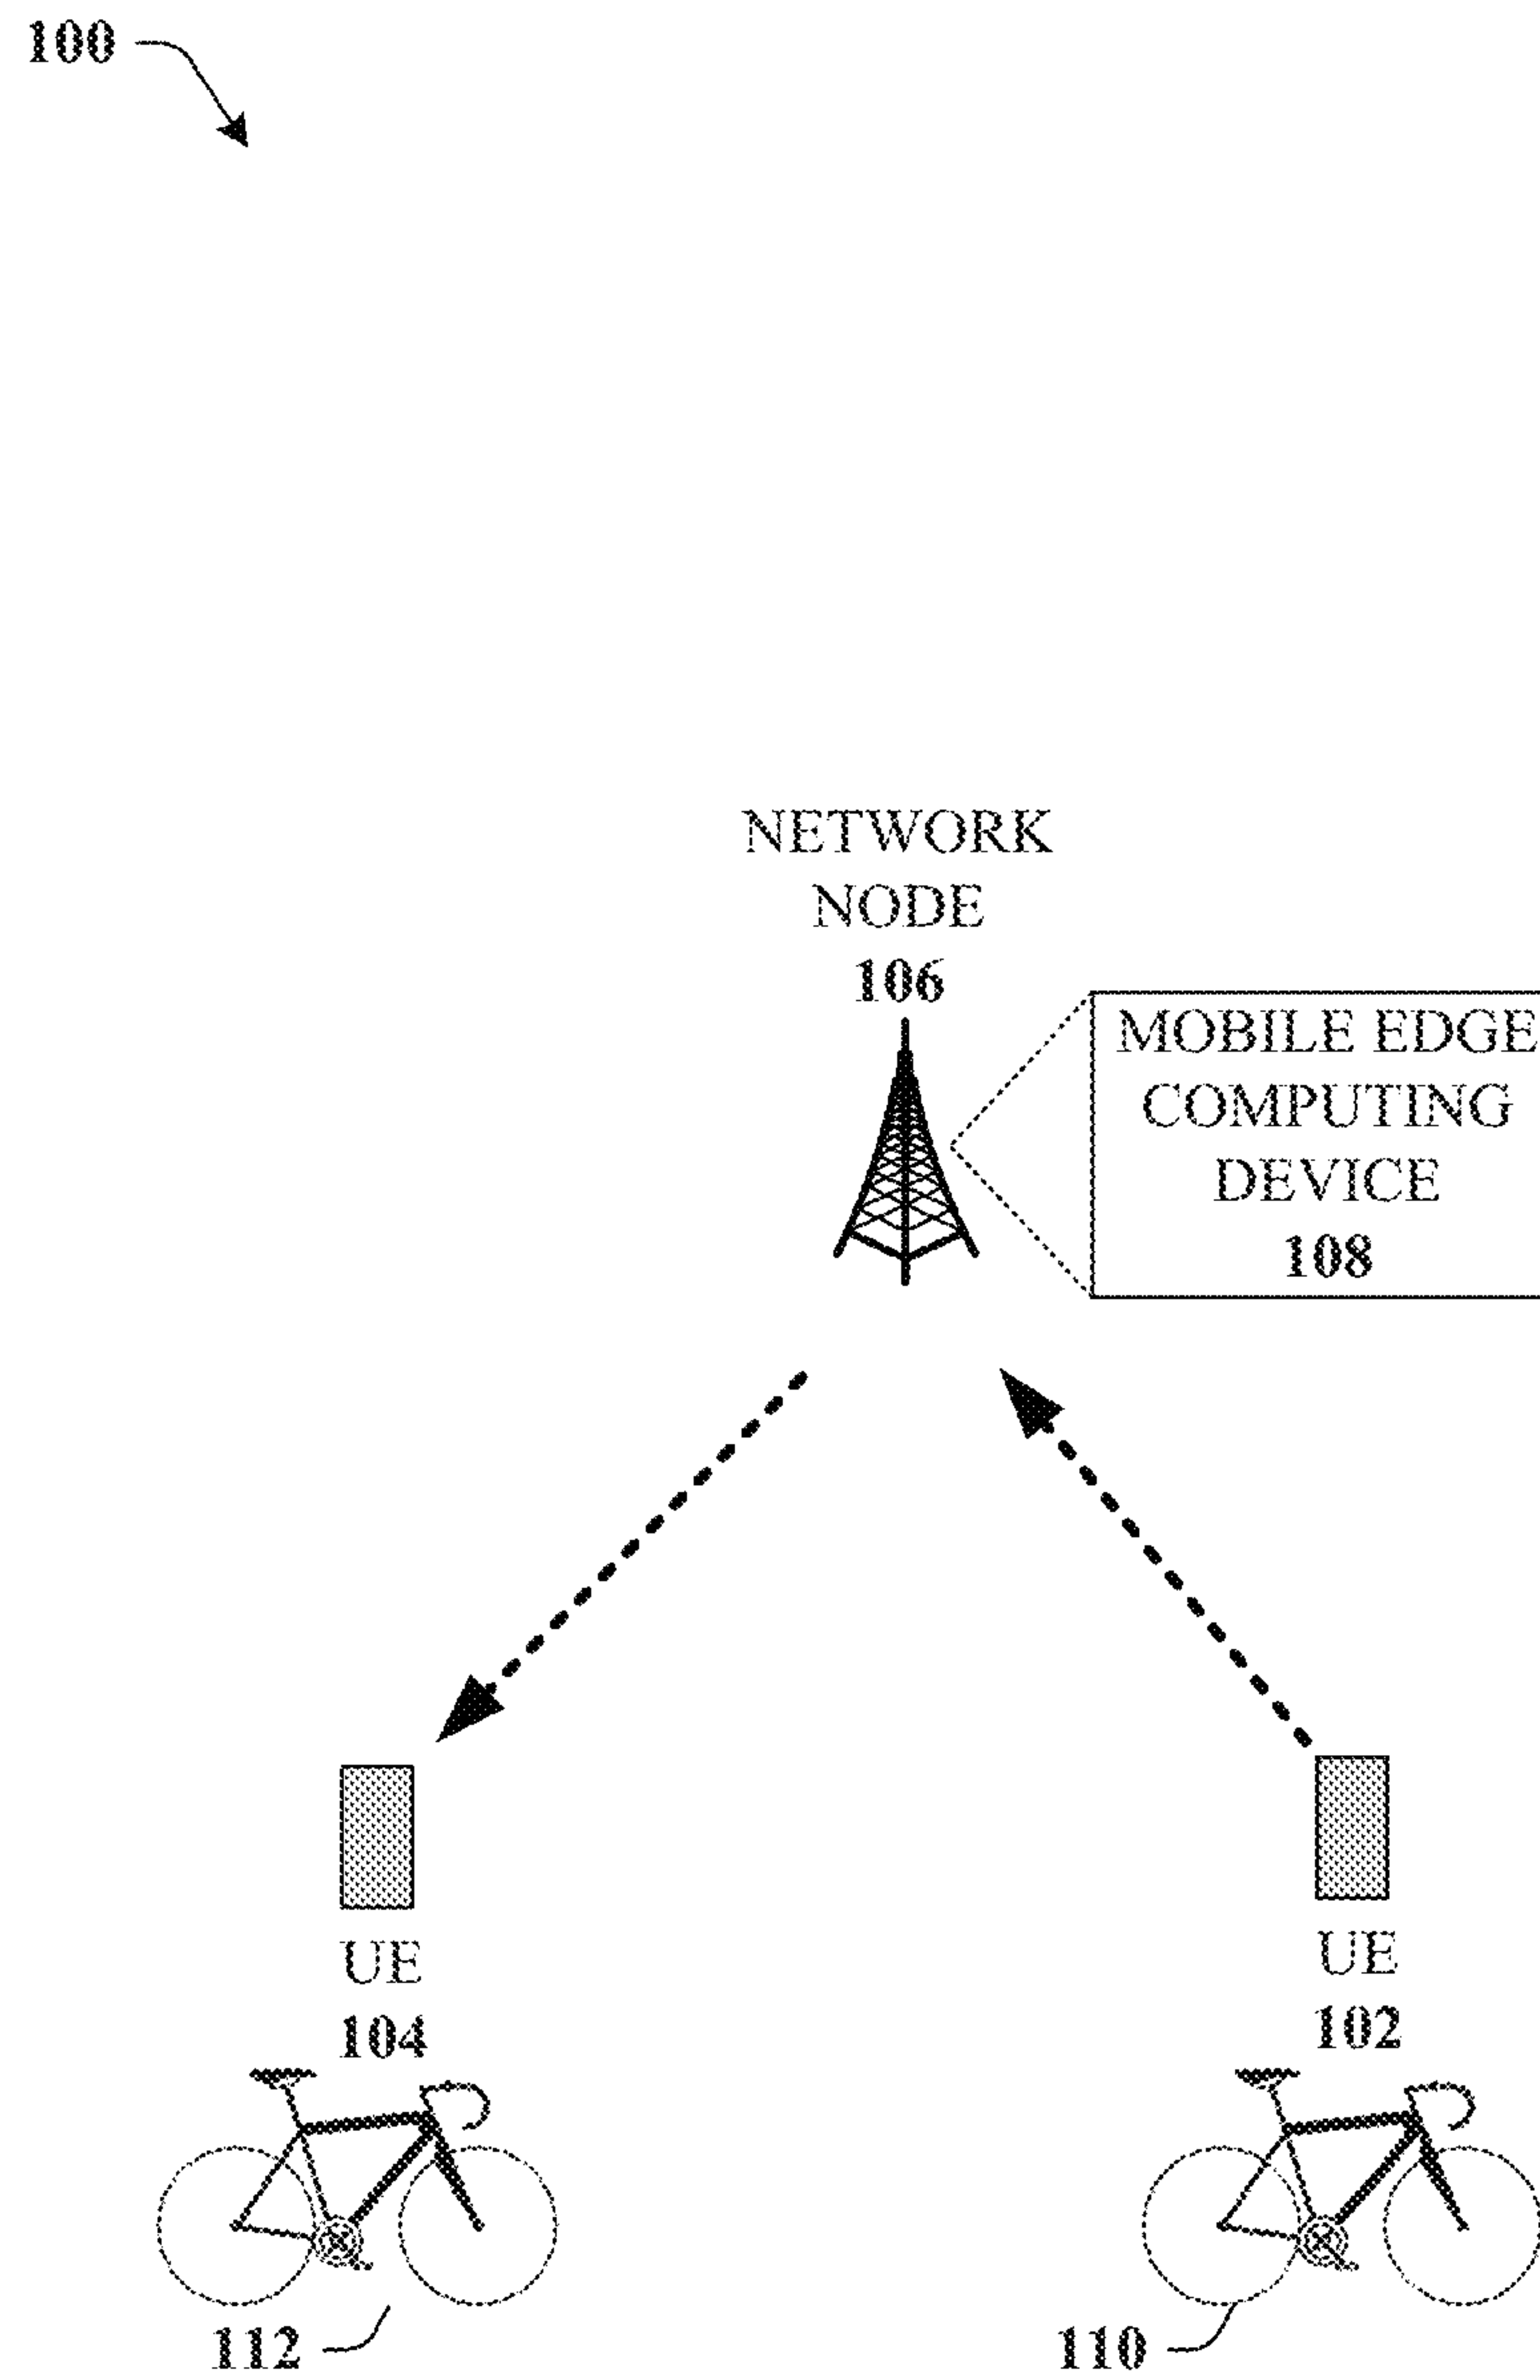 100
NETWORK
NODE
106
MOBILE EDGE
COMPUTING
DEVICE
108
UE
104
UE
102
112
110